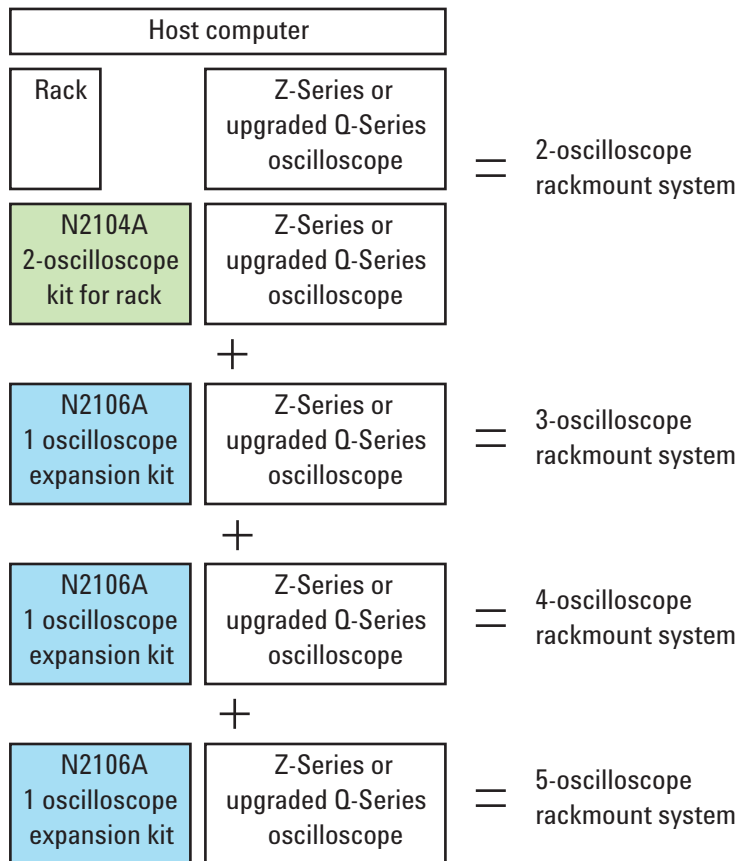 Host computer
Rack
Z-Series or
upgraded Q-Series
oscilloscope
=
2-oscilloscope
rackmount system
N2104A
2-oscilloscope
kit for rack
Z-Series or
upgraded Q-Series
oscilloscope
+
N2106A
1 oscilloscope
expansion kit
Z-Series or
upgraded Q-Series
oscilloscope
=
3-oscilloscope
rackmount system
+
N2106A
1 oscilloscope
expansion kit
Z-Series or
upgraded Q-Series
oscilloscope
=
4-oscilloscope
rackmount system
+
N2106A
1 oscilloscope
expansion kit
Z-Series or
upgraded Q-Series
oscilloscope
=
5-oscilloscope
rackmount system